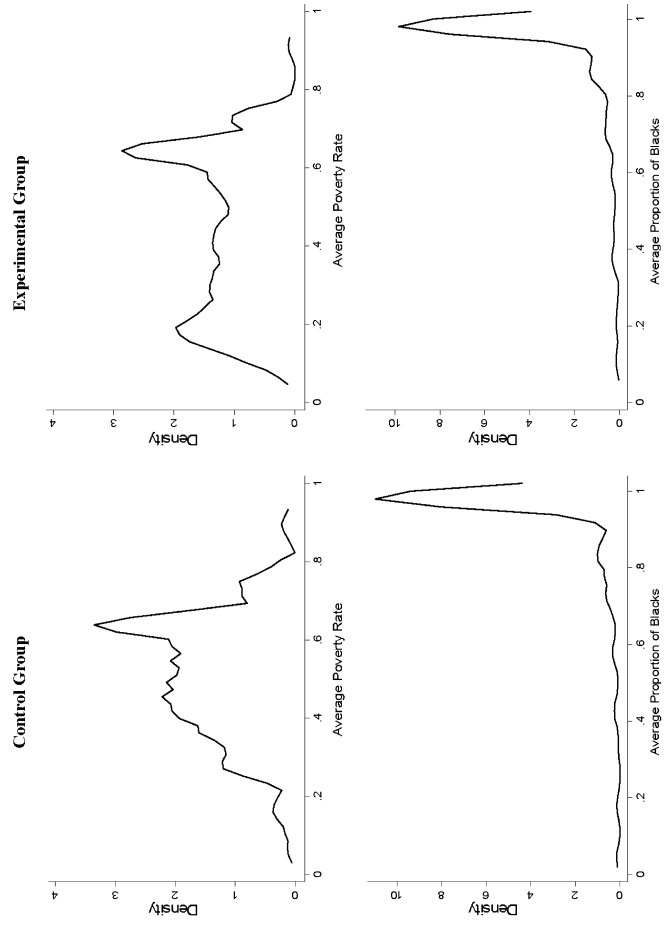 Control Group
Density
4
3
2
1
0
0 .2 .4 .6 .8 1
Average Poverty Rate
Experimental Group
Density
4
3
2
1
0
0 .2 .4 .6 .8 1
Average Poverty Rate
Density
10
8
6
4
2
0
0 .2 .4 .6 .8 1
Average Proportion of Blacks
Density
10
8
6
4
2
0
0 .2 .4 .6 .8 1
Average Proportion of Blacks